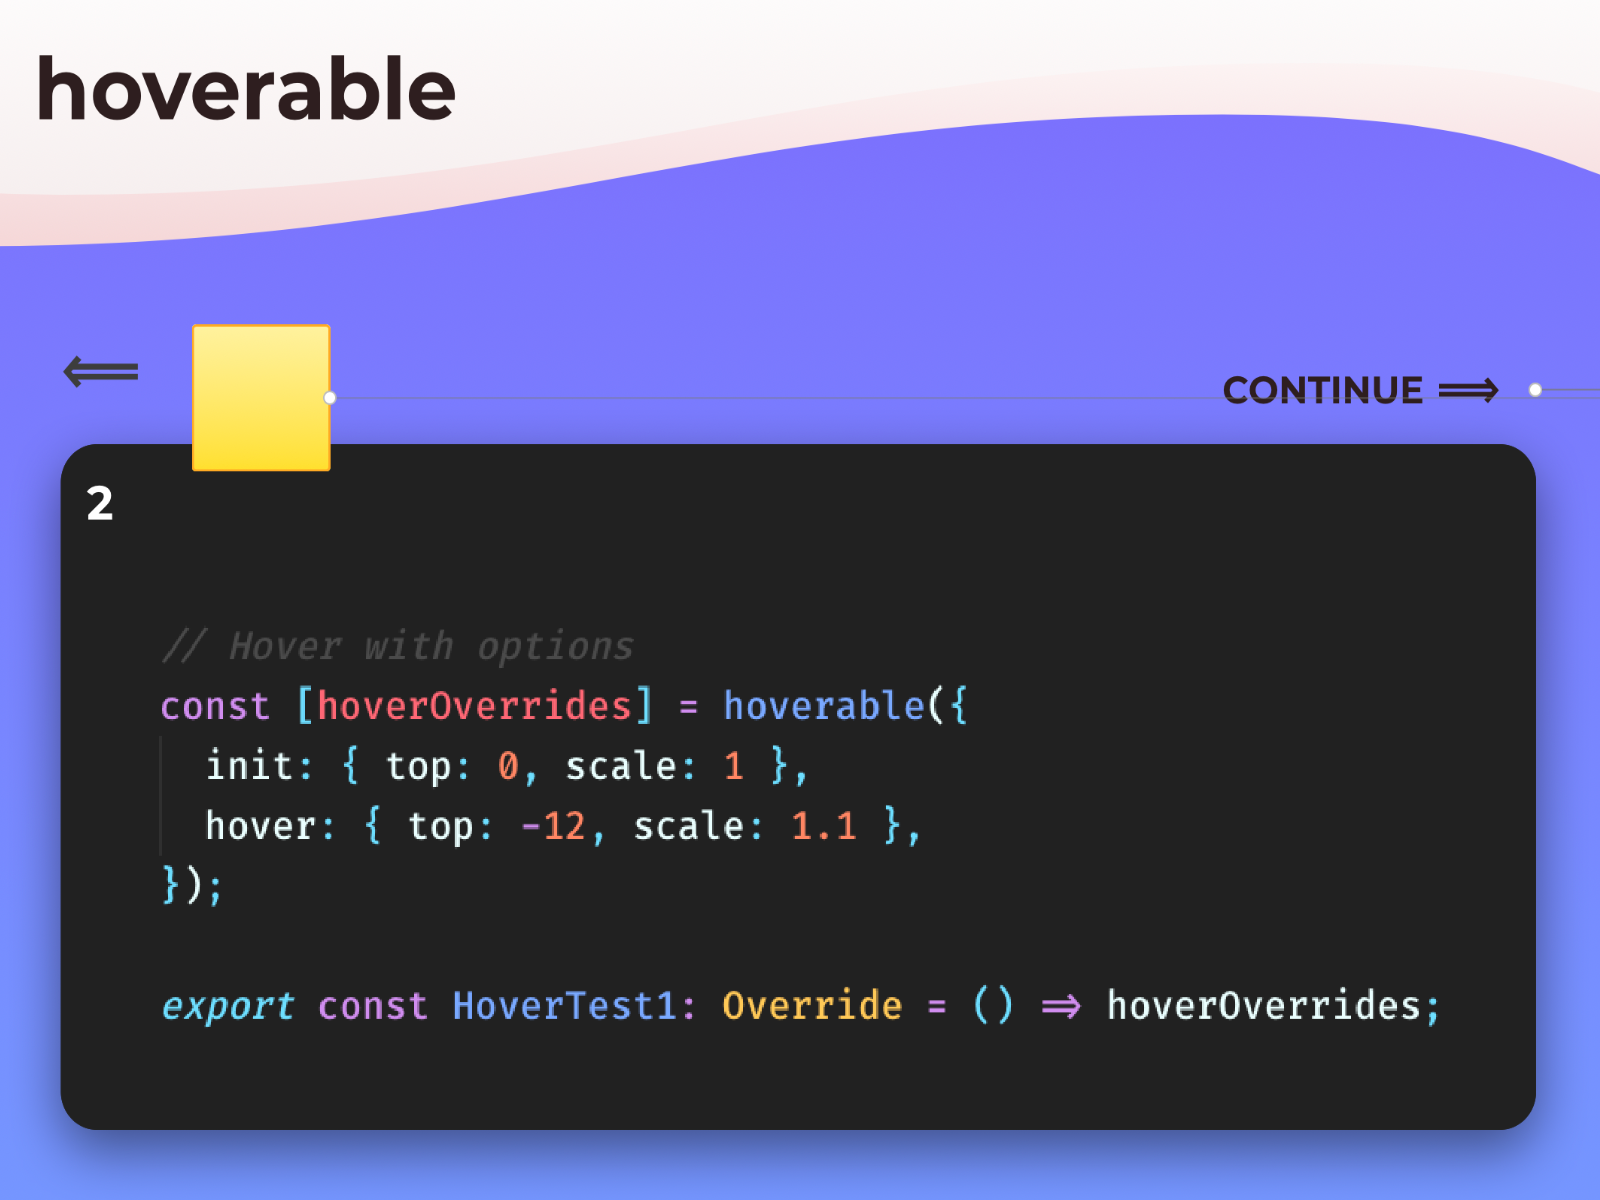 hoverable
⟸
CONTINUE ⟹
2
// Hover with options
const [hoverOverrides] = hoverable({
  init: { top: 0, scale: 1 },
  hover: { top: -12, scale: 1.1 },
});
export const HoverTest1: Override = () => hoverOverrides;